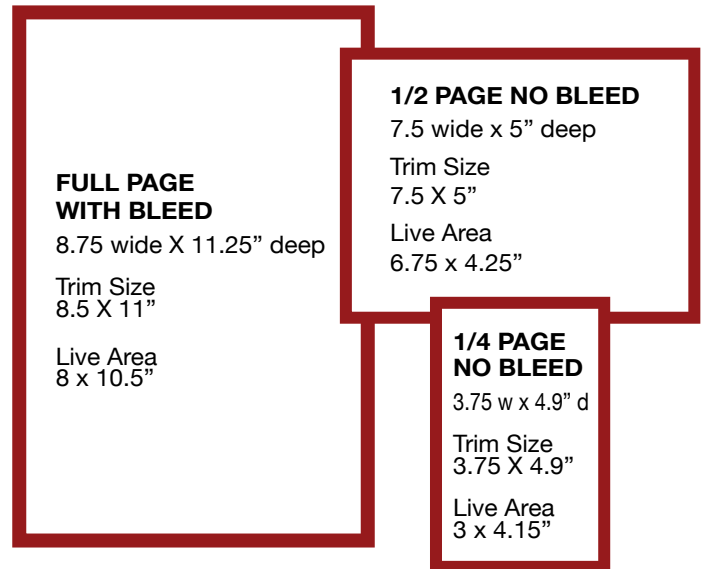 FULL PAGE
WITH BLEED
8.75 wide X 11.25” deep
Trim Size
8.5 X 11”
Live Area
8 x 10.5”
1/2 PAGE NO BLEED
7.5 wide x 5” deep
Trim Size
7.5 X 5”
Live Area
6.75 x 4.25”
1/4 PAGE
NO BLEED
3.75 w x 4.9” d
Trim Size
3.75 X 4.9”
Live Area
3 x 4.15”